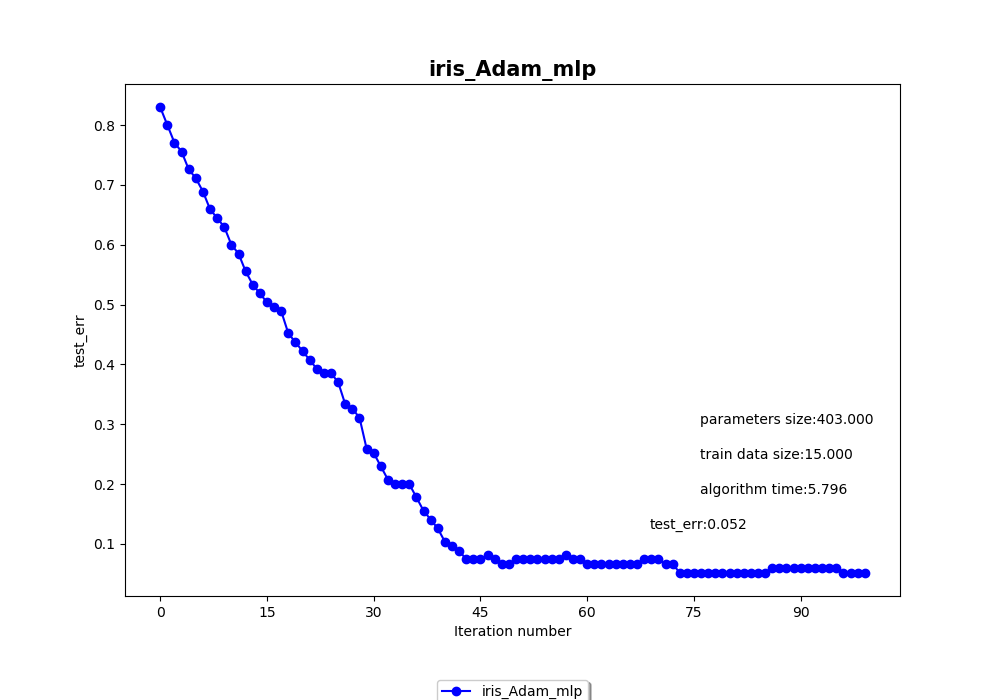 iris_Adam_mlp
0.8
0.7
0.6
0.5
0.4
0.3
0.2
0.1
test_err
parameters size:403.000
train data size:15.000
algorithm time:5.796
test_err:0.052
0 15 30 45 60 75 90
Iteration number
iris_Adam_mlp